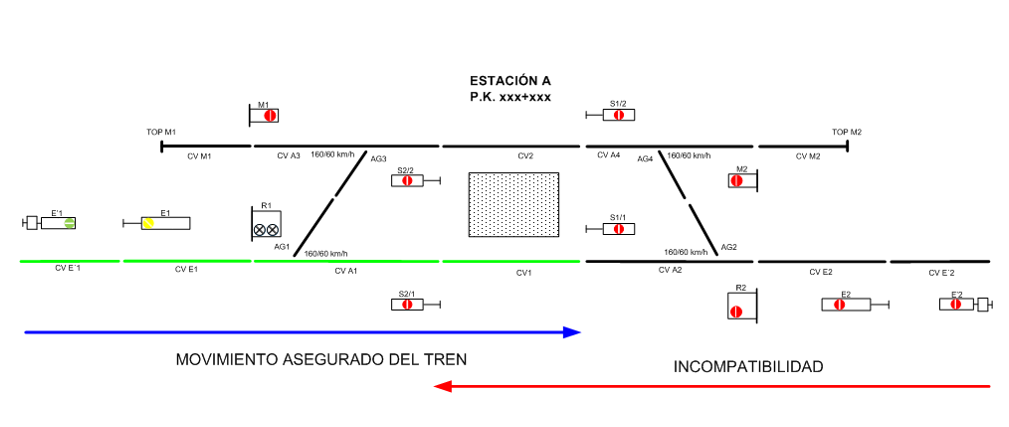 ESTACIÓN A
P.K. xxx+xxx
M1
S1/2
TOP M1
TOP M2
CV M1
CV A3
160/60 km/h
AG3
CV2
CV A4
AG4
160/60 km/h
CV M2
S2/2
M2
E'1
E1
R1
S1/1
AG1
160/60 km/h
160/60 km/h
AG2
CV E'1
CV E1
CV A1
CV1
CV A2
CV E2
CV E'2
S2/1
R2
E2
E'2
MOVIMIENTO ASEGURADO DEL TREN
INCOMPATIBILIDAD